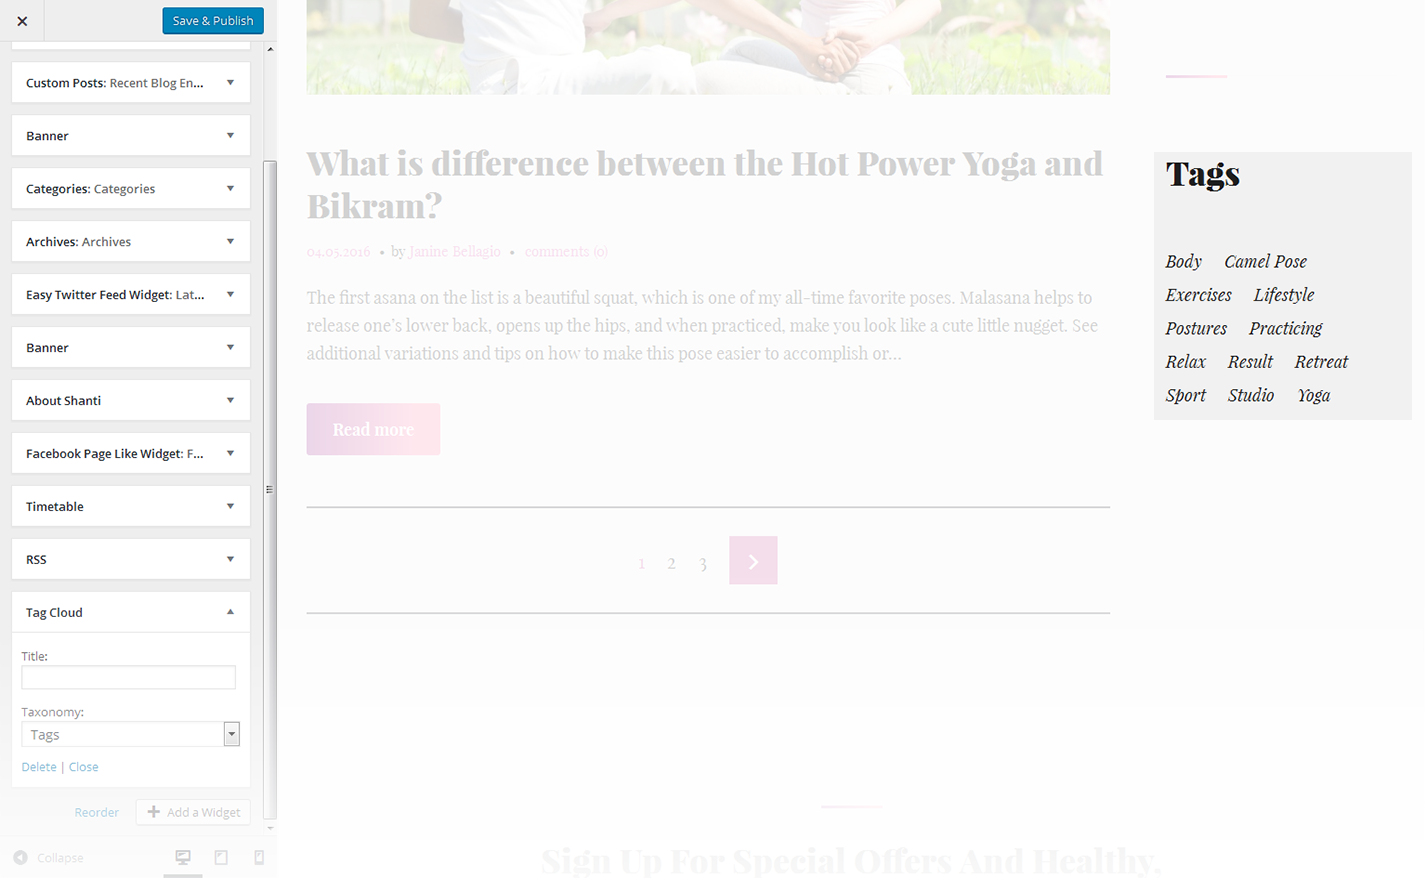 Save & Publish
Custom Posts: Recent Blog En...
Banner
Categories: Categories
Archives: Archives
Easy Twitter Feed Widget: Lat...
Banner
About Shanti
Facebook Page Like Widget: F...
Timetable
RSS
Tag Cloud
Title:
Taxonomy:
Tags
Delete | Close
Reorder
Add a Widget
Collapse
What is difference between the Hot Power Yoga and
Bikram?
04.05.2016 • by Janine Bellagio • comments (0)
The first asana on the list is a beautiful squat, which is one of my all-time favorite poses. Malasana helps to
release one’s lower back, opens up the hips, and when practiced, make you look like a cute little nugget. See
additional variations and tips on how to make this pose easier to accomplish or...
Read more
1 2 3
Sign Up For Special Offers And Healthy.
Tags
Body Camel Pose
Exercises Lifestyle
Postures Practicing
Relax Result Retreat
Sport Studio Yoga